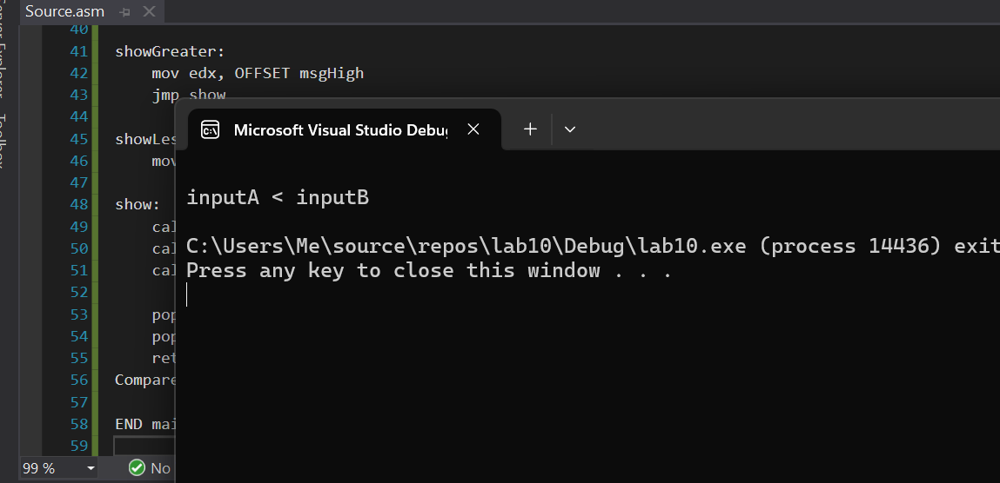 Source.asm
40
41 showGreater:
42 mov edx, OFFSET msgHigh
43 jmp show
44
45 showLes
46 mov
47
48 show:
49 cal
50 cal
51 cal
52
53 pop
54 pop
55 ret
56 Compare
57
58 END mai
59
99 %
No
Toolbox
Microsoft Visual Studio Debu
inputA < inputB
C:\Users\Me\source\repos\lab10\Debug\lab10.exe (process 14436) exit
Press any key to close this window . . .